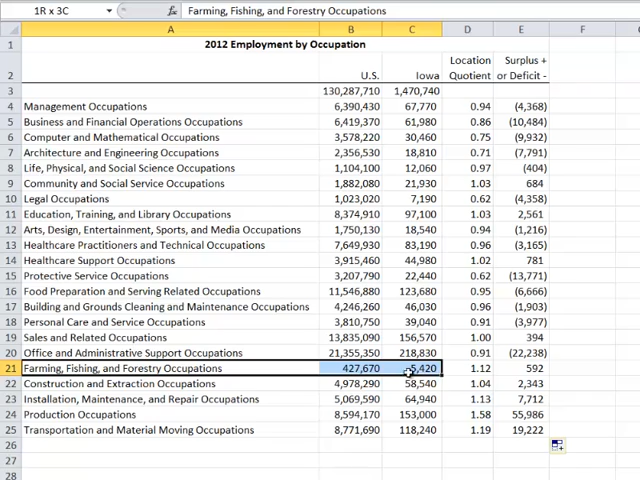 1R x 3C fx Farming, Fishing, and Forestry Occupations
A B C D E F
1 2012 Employment by Occupation
Location Surplus +
2 U.S. Iowa Quotient or Deficit -
3 130,287,710 1,470,740
4 Management Occupations 6,390,430 67,770 0.94 (4,368)
5 Business and Financial Operations Occupations 6,419,370 61,980 0.86 (10,484)
6 Computer and Mathematical Occupations 3,578,220 30,460 0.75 (9,932)
7 Architecture and Engineering Occupations 2,356,530 18,810 0.71 (7,791)
8 Life, Physical, and Social Science Occupations 1,104,100 12,060 0.97 (404)
9 Community and Social Service Occupations 1,882,080 21,930 1.03 684
10 Legal Occupations 1,023,020 7,190 0.62 (4,358)
11 Education, Training, and Library Occupations 8,374,910 97,100 1.03 2,561
12 Arts, Design, Entertainment, Sports, and Media Occupations 1,750,130 18,540 0.94 (1,216)
13 Healthcare Practitioners and Technical Occupations 7,649,930 83,190 0.96 (3,165)
14 Healthcare Support Occupations 3,915,460 44,980 1.02 781
15 Protective Service Occupations 3,207,790 22,440 0.62 (13,771)
16 Food Preparation and Serving Related Occupations 11,546,880 123,680 0.95 (6,666)
17 Building and Grounds Cleaning and Maintenance Occupations 4,246,260 46,030 0.96 (1,903)
18 Personal Care and Service Occupations 3,810,750 39,040 0.91 (3,977)
19 Sales and Related Occupations 13,835,090 156,570 1.00 394
20 Office and Administrative Support Occupations 21,355,350 218,830 0.91 (22,238)
21 Farming, Fishing, and Forestry Occupations 427,670 5,420 1.12 592
22 Construction and Extraction Occupations 4,978,290 58,540 1.04 2,343
23 Installation, Maintenance, and Repair Occupations 5,069,590 64,940 1.13 7,712
24 Production Occupations 8,594,170 153,000 1.58 55,986
25 Transportation and Material Moving Occupations 8,771,690 118,240 1.19 19,222
26
27
28